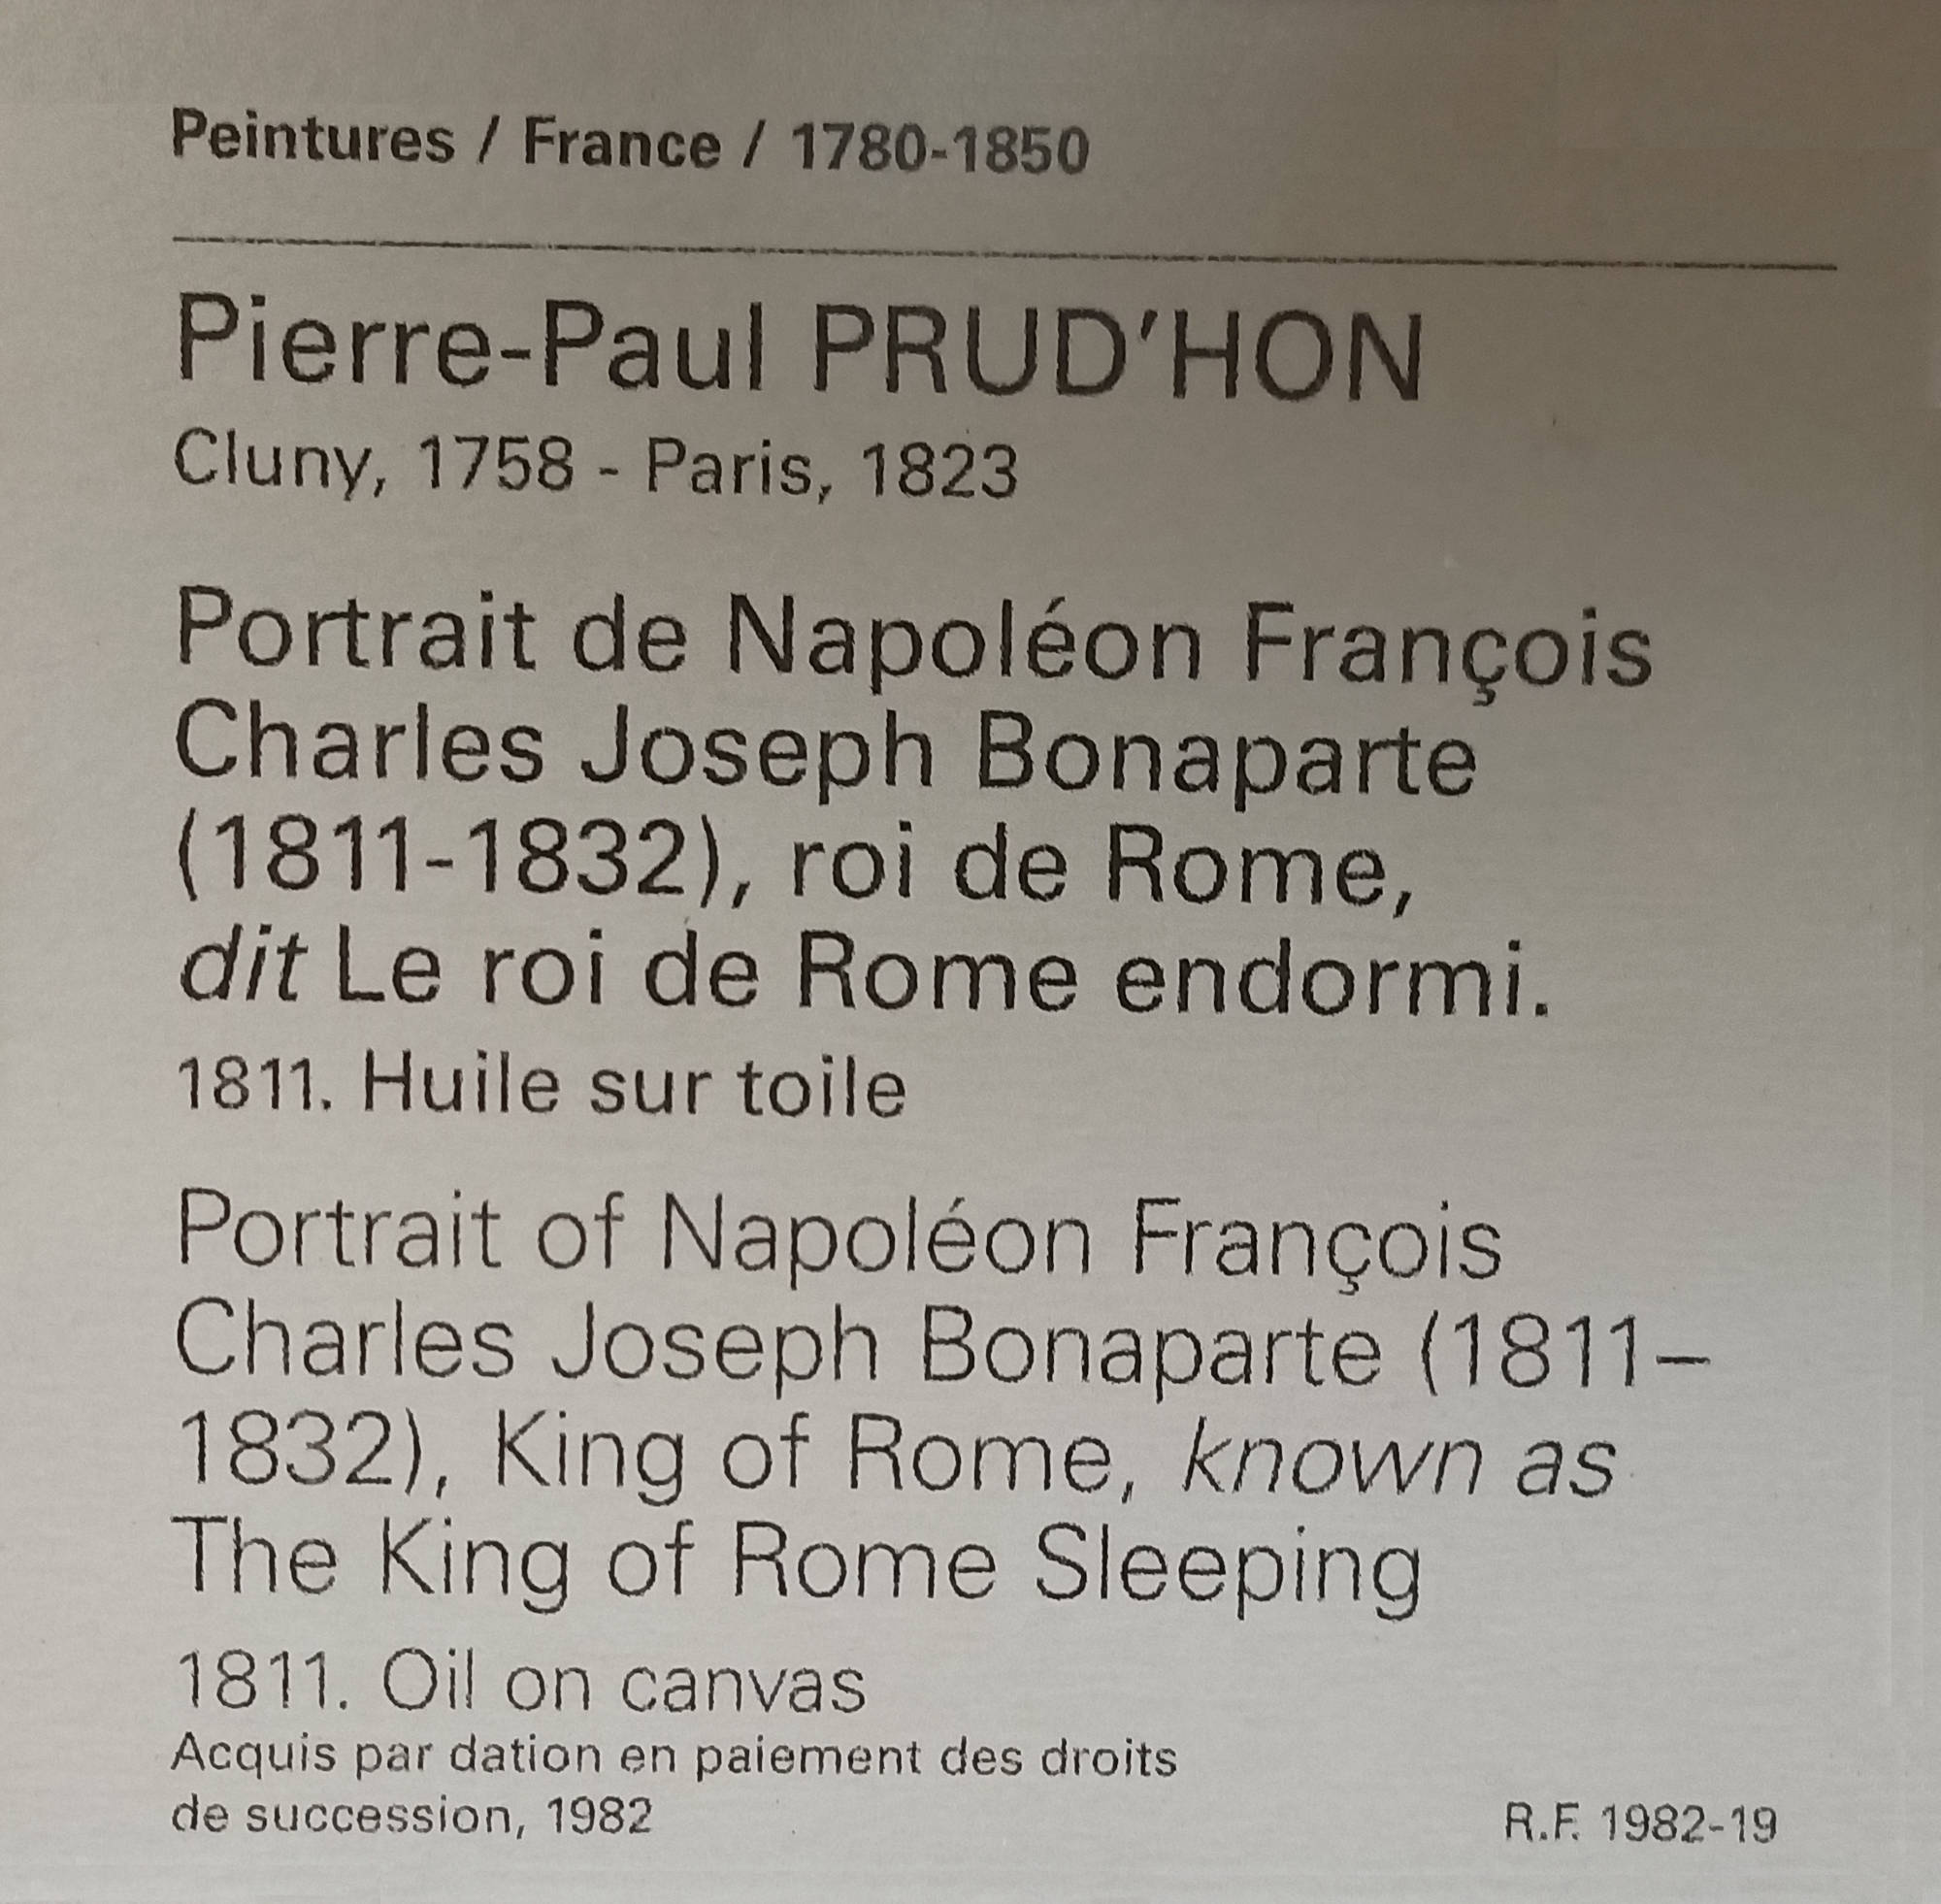 Peintures / France / 1780-1850
Pierre-Paul PRUD'HON
Cluny, 1758 - Paris, 1823
Portrait de Napoléon François
Charles Joseph Bonaparte
(1811-1832), roi de Rome,
dit Le roi de Rome endormi.
1811. Huile sur toile
Portrait of Napoléon François
Charles Joseph Bonaparte (1811–
1832), King of Rome, known as
The King of Rome Sleeping
1811. Oil on canvas
Acquis par dation en paiement des droits
de succession, 1982
R.F. 1982-19